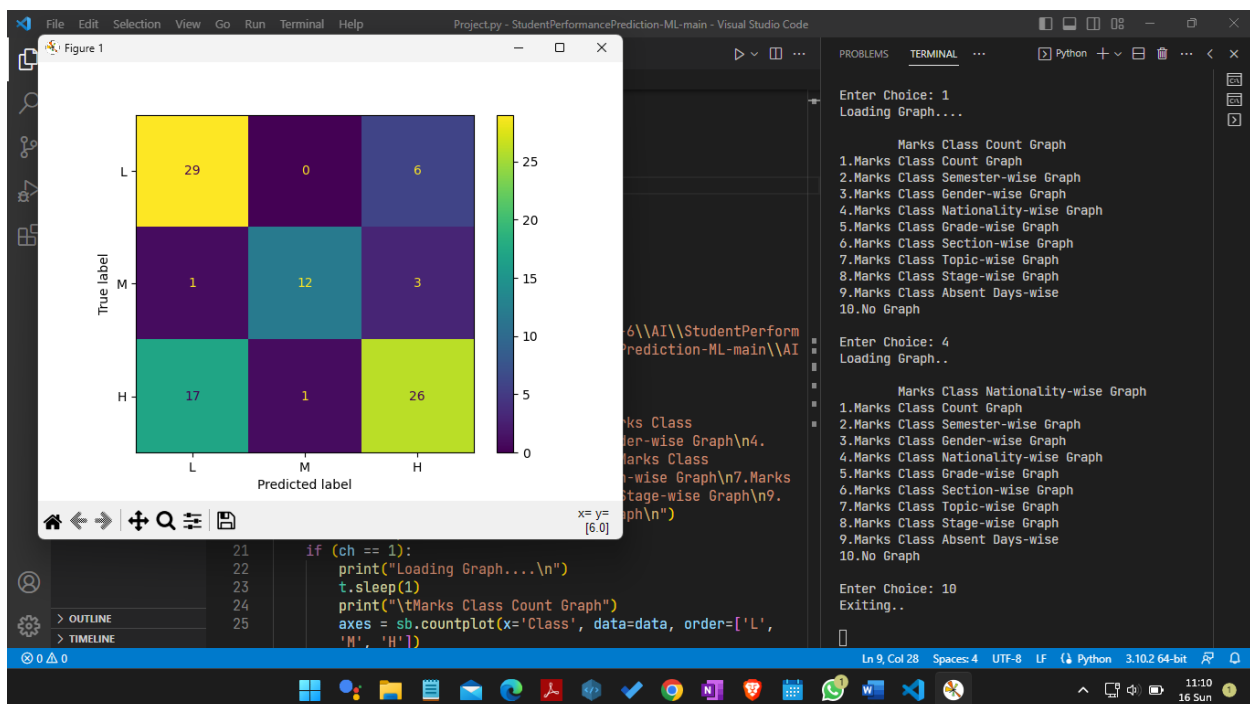 File Edit Selection View Go Run Terminal Help
Project.py - StudentPerformancePrediction-ML-main - Visual Studio Code
Figure 1
L
M
H
True label
29 0 6
1 12 3
17 1 26
L M H
Predicted label
25
20
15
10
5
0
x= y=
[6.0]
-6\\AI\\StudentPerform
Prediction-ML-main\\AI
rks Class
der-wise Graph\n4.
Marks Class
n-wise Graph\n7.Marks
Stage-wise Graph\n9.
aph\n")
21 if (ch == 1):
22 print("Loading Graph....\n")
23 t.sleep(1)
24 print("\tMarks Class Count Graph")
25 axes = sb.countplot(x='Class', data=data, order=['L',
'M', 'H'])
OUTLINE
TIMELINE
PROBLEMS TERMINAL ... Python
Enter Choice: 1
Loading Graph....
Marks Class Count Graph
1.Marks Class Count Graph
2.Marks Class Semester-wise Graph
3.Marks Class Gender-wise Graph
4.Marks Class Nationality-wise Graph
5.Marks Class Grade-wise Graph
6.Marks Class Section-wise Graph
7.Marks Class Topic-wise Graph
8.Marks Class Stage-wise Graph
9.Marks Class Absent Days-wise
10.No Graph
Enter Choice: 4
Loading Graph..
Marks Class Nationality-wise Graph
1.Marks Class Count Graph
2.Marks Class Semester-wise Graph
3.Marks Class Gender-wise Graph
4.Marks Class Nationality-wise Graph
5.Marks Class Grade-wise Graph
6.Marks Class Section-wise Graph
7.Marks Class Topic-wise Graph
8.Marks Class Stage-wise Graph
9.Marks Class Absent Days-wise
10.No Graph
Enter Choice: 10
Exiting..
0 0 Ln 9, Col 28 Spaces: 4 UTF-8 LF Python 3.10.2 64-bit
11:10
16 Sun
1